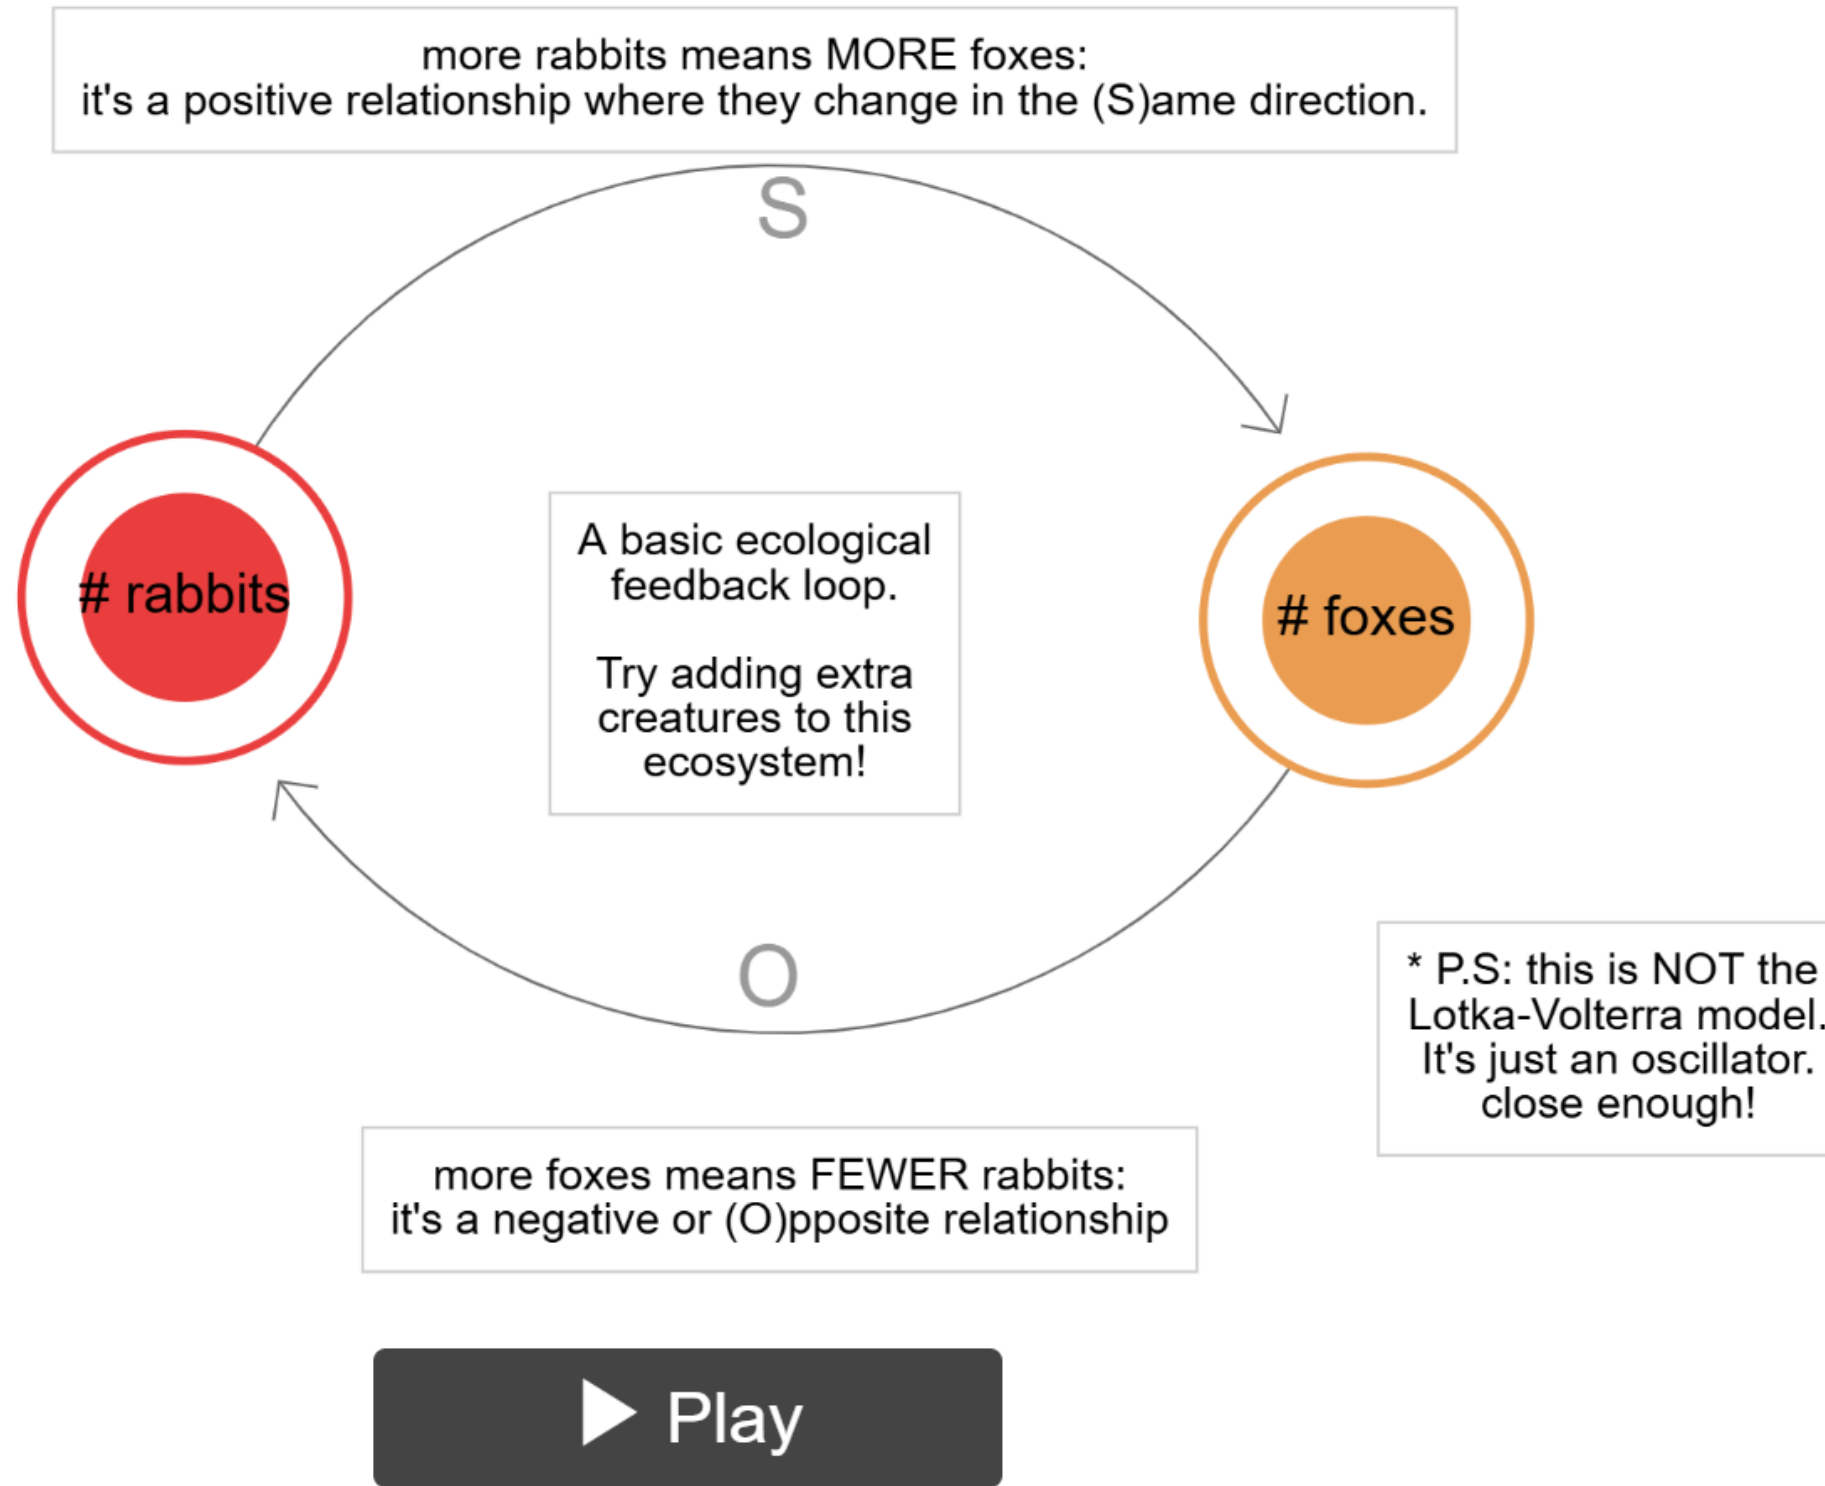 more rabbits means MORE foxes:
it's a positive relationship where they change in the (S)ame direction.
S
# rabbits
A basic ecological
feedback loop.
Try adding extra
creatures to this
ecosystem!
# foxes
O
* P.S: this is NOT the
Lotka-Volterra model.
It's just an oscillator.
close enough!
more foxes means FEWER rabbits:
it's a negative or (O)pposite relationship
Play